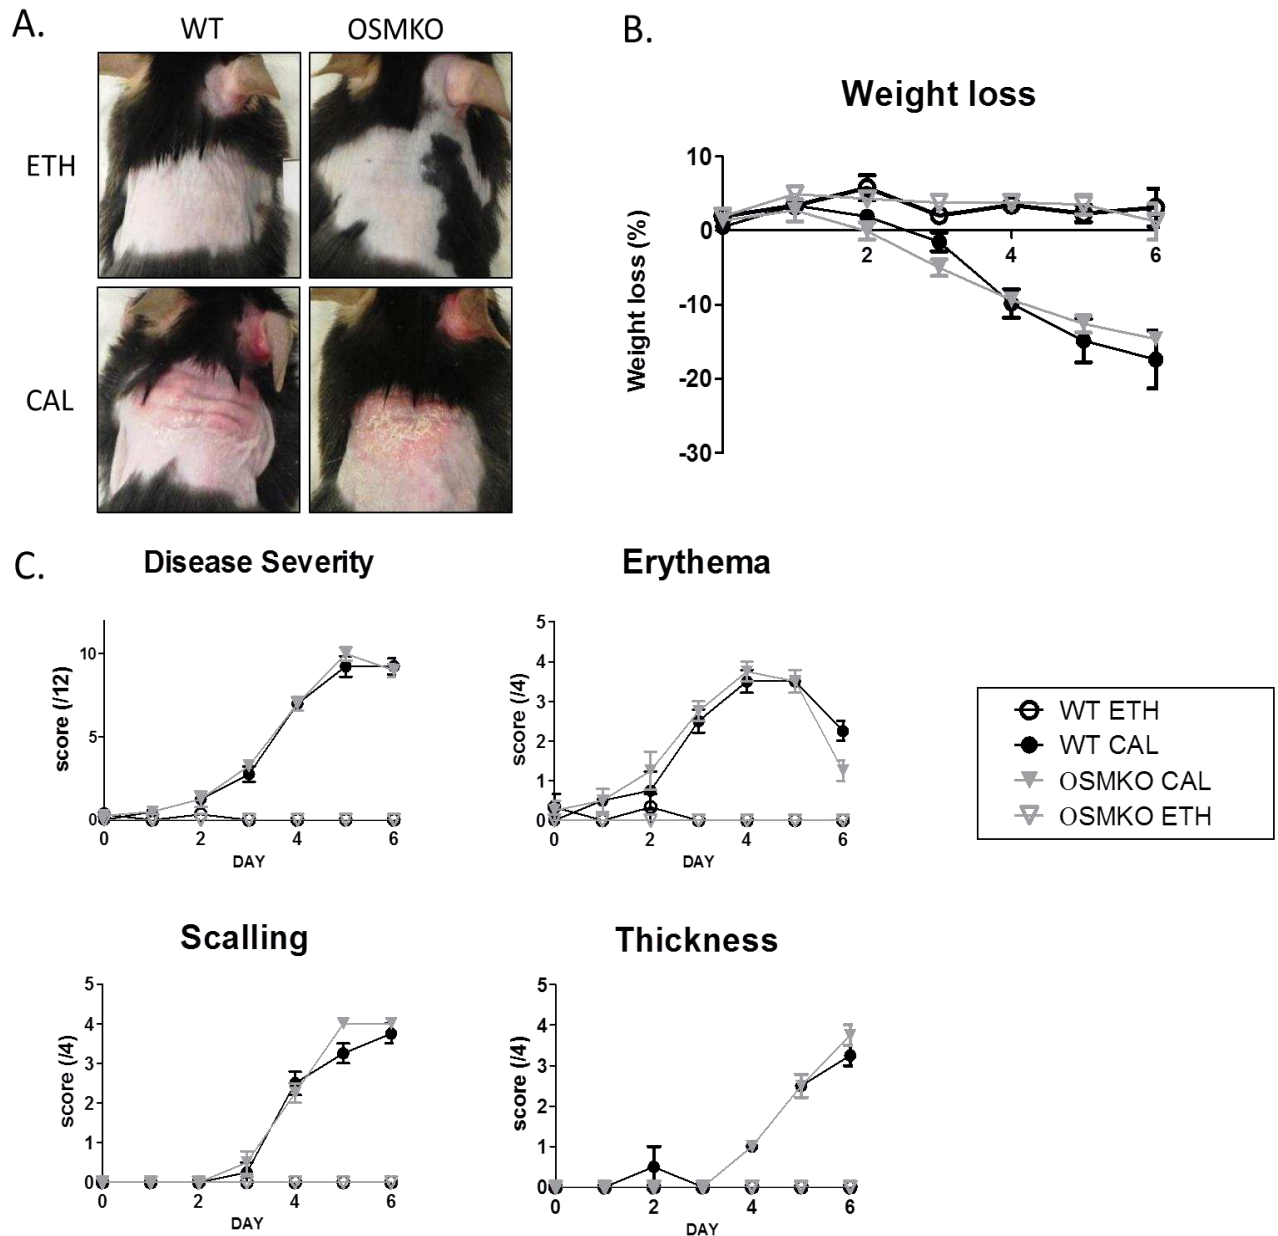 A.
WT
OSMKO
ETH
CAL
B.
Weight loss
Weight loss (%)
10
0
-10
-20
-30
2
4
6
C.
Disease Severity
score (/12)
10
5
0
0
2
4
6
DAY
Erythema
score (/4)
5
4
3
2
1
0
0
2
4
6
DAY
WT ETH
WT CAL
OSMKO CAL
OSMKO ETH
Scalling
score (/4)
5
4
3
2
1
0
0
2
4
6
DAY
Thickness
score (/4)
5
4
3
2
1
0
0
2
4
6
DAY